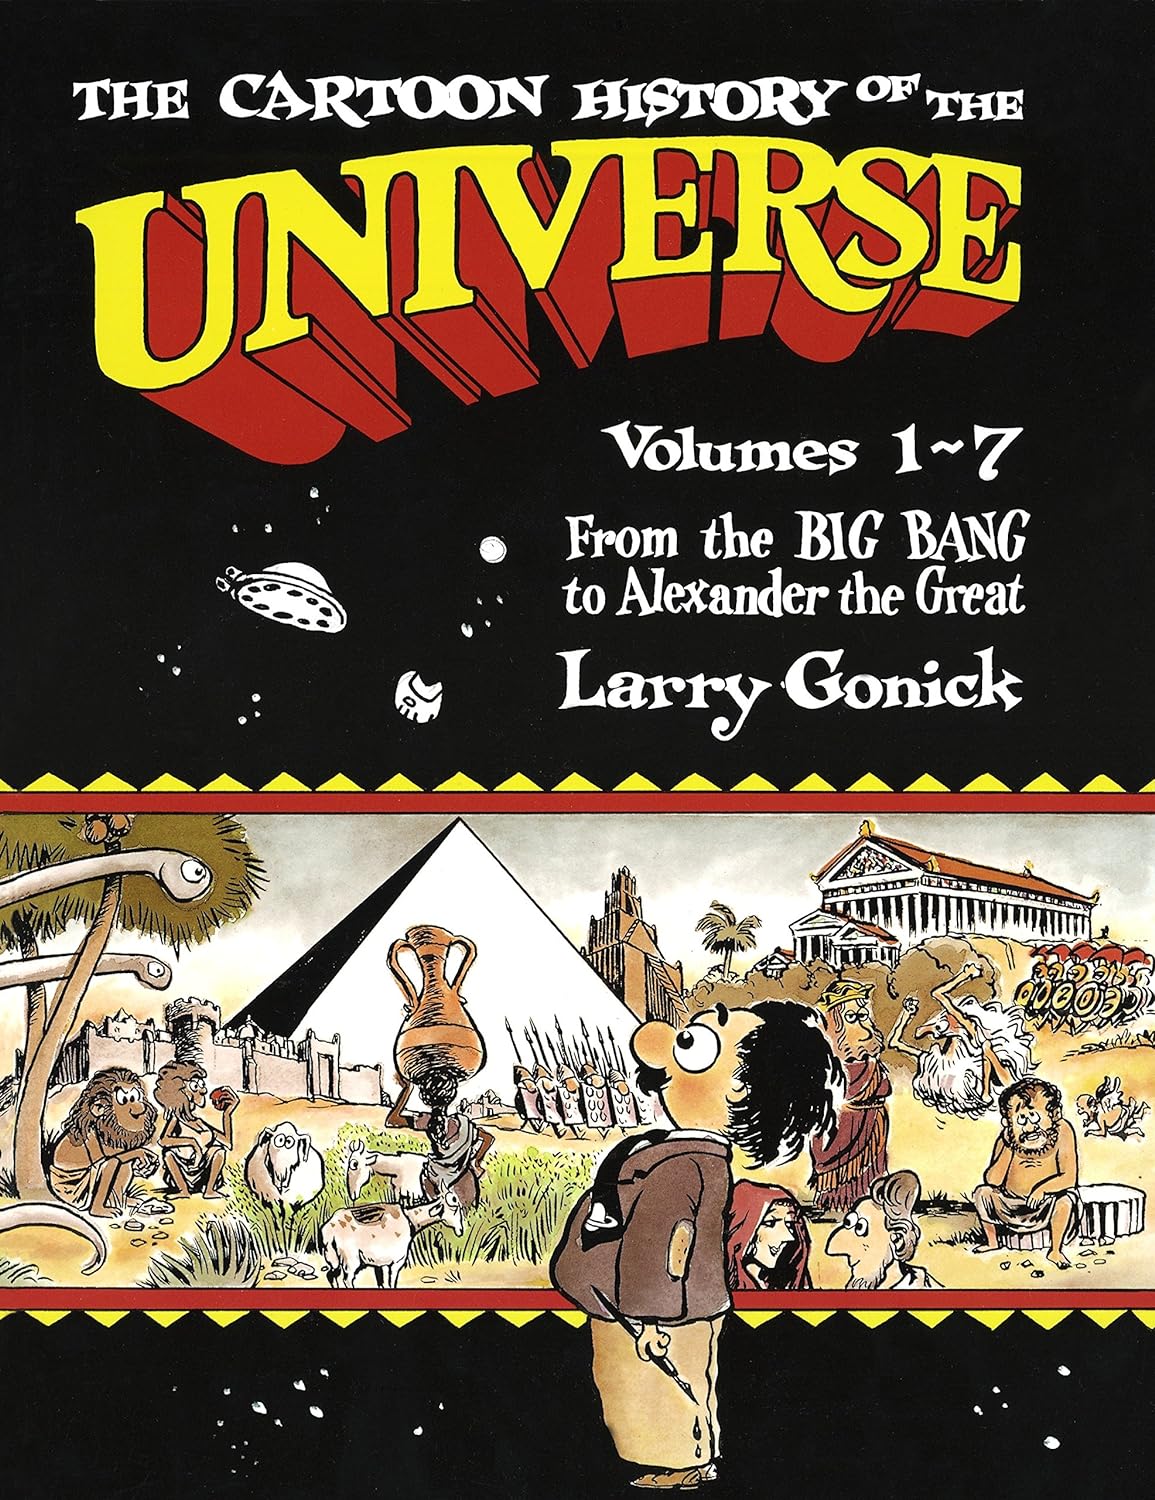 THE CARTOON HISTORY OF THE
UNIVERSE
Volumes 1~7
From the BIG BANG
to Alexander the Great
Larry Gonick